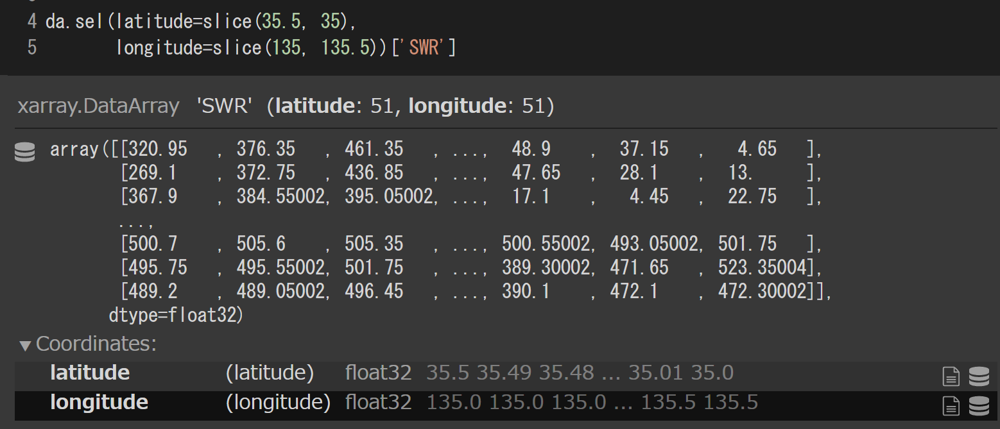 4 da.sel(latitude=slice(35.5, 35),
5        longitude=slice(135, 135.5))['SWR']
xarray.DataArray 'SWR' (latitude: 51, longitude: 51)
array([[320.95   , 376.35   , 461.35   , ...,  48.9    ,  37.15   ,   4.65   ],
       [269.1    , 372.75   , 436.85   , ...,  47.65   ,  28.1    ,  13.     ],
       [367.9    , 384.55002, 395.05002, ...,  17.1    ,   4.45   ,  22.75   ],
       ...,
       [500.7    , 505.6    , 505.35   , ..., 500.55002, 493.05002, 501.75   ],
       [495.75   , 495.55002, 501.75   , ..., 389.30002, 471.65   , 523.35004],
       [489.2    , 489.05002, 496.45   , ..., 390.1    , 472.1    , 472.30002]],
      dtype=float32)
▼ Coordinates:
latitude (latitude) float32 35.5 35.49 35.48 ... 35.01 35.0
longitude (longitude) float32 135.0 135.0 135.0 ... 135.5 135.5